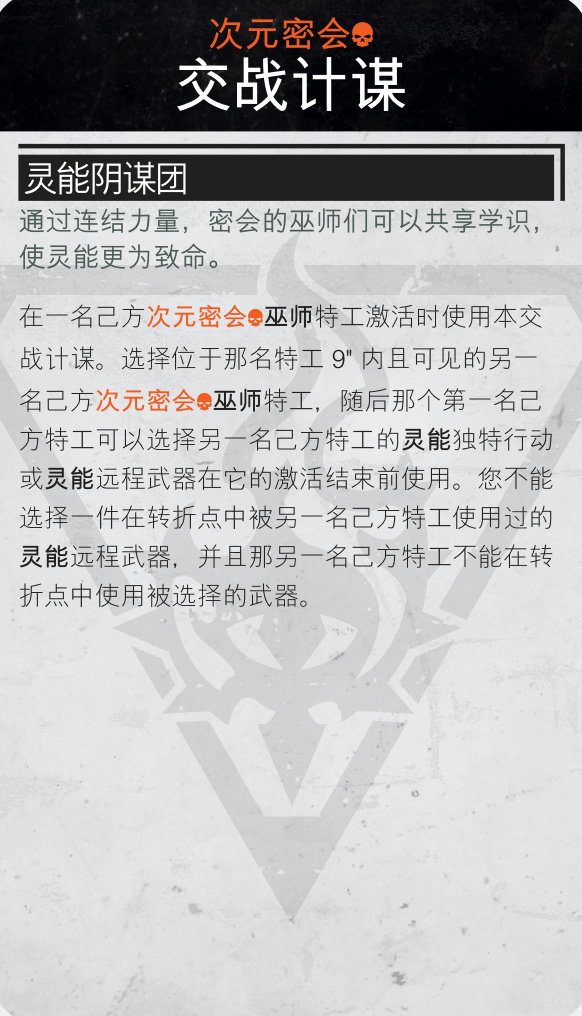 次元密会
交战计谋
灵能阴谋团
通过连结力量，密会的巫师们可以共享学识，
使灵能更为致命。
在一名己方次元密会巫师特工激活时使用本交
战计谋。选择位于那名特工 9" 内且可见的另一
名己方次元密会巫师特工，随后那个第一名己
方特工可以选择另一名己方特工的灵能独特行动
或灵能远程武器在它的激活结束前使用。您不能
选择一件在转折点中被另一名己方特工使用过的
灵能远程武器，并且那另一名己方特工不能在转
折点中使用被选择的武器。